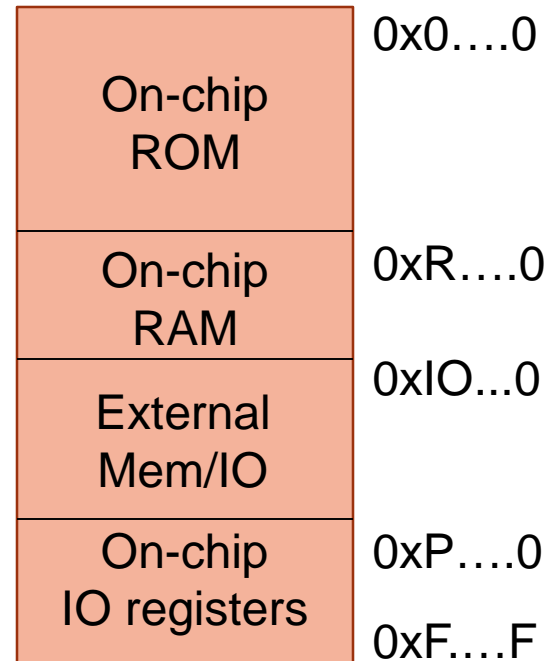 0x0....0
On-chip
ROM
On-chip
RAM
0xR....0
External
Mem/IO
0xIO...0
On-chip
IO registers
0xP....0
0xF....F